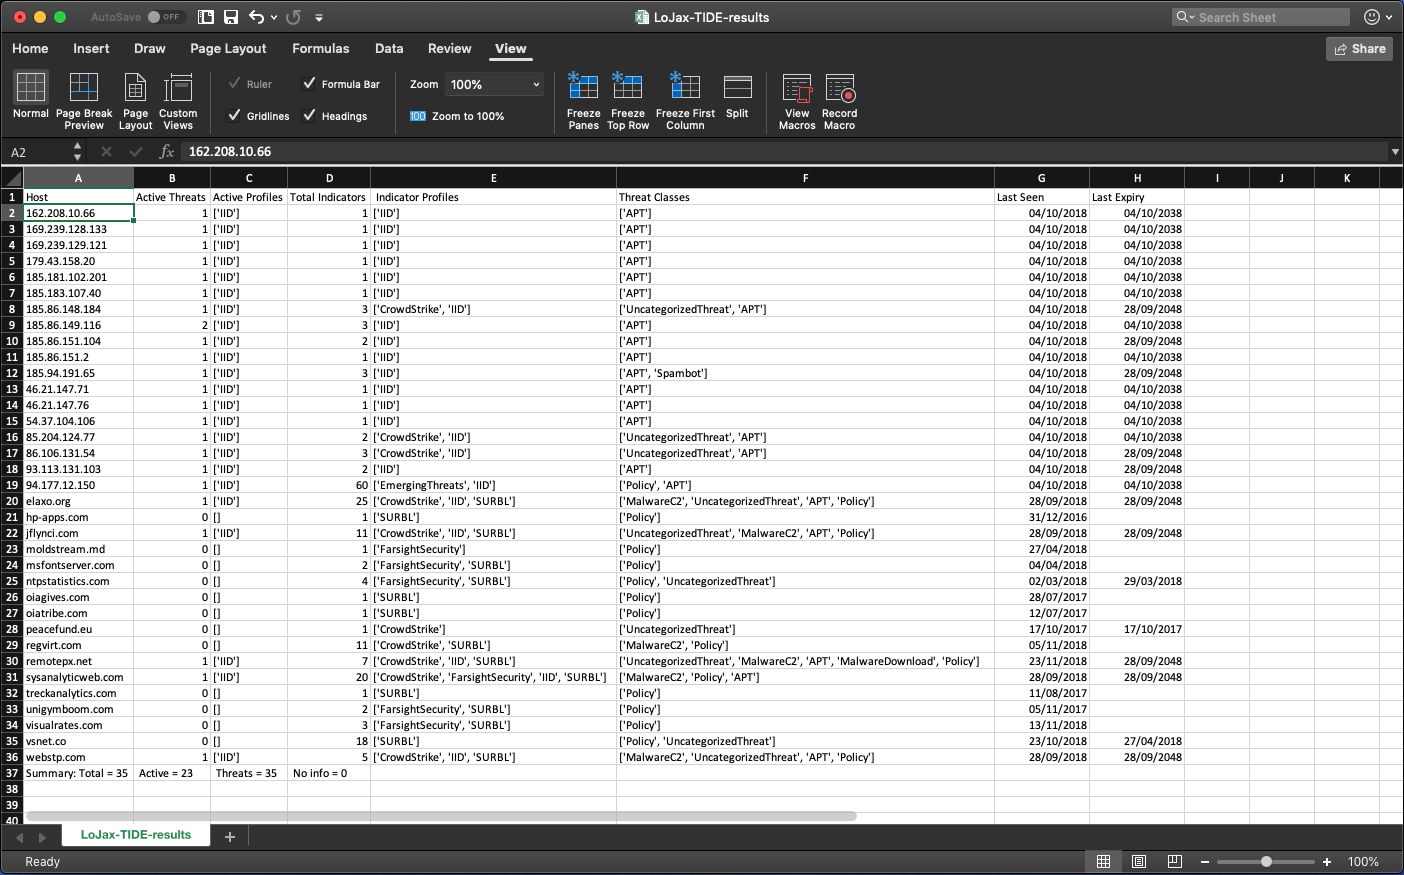 AutoSave OFF LoJax-TIDE-results Search Sheet
Home Insert Draw Page Layout Formulas Data Review View Share
Ruler Formula Bar Zoom 100%
Gridlines Headings 100 Zoom to 100%
Normal Page Break Preview Page Layout Custom Views Freeze Panes Freeze Top Row Freeze First Column Split View Macros Record Macro
A2 fx 162.208.10.66
A B C D E F G H I J K
1 Host Active Threats Active Profiles Total Indicators Indicator Profiles Threat Classes Last Seen Last Expiry
2 162.208.10.66 1 ['IID'] 1 ['IID'] ['APT'] 04/10/2018 04/10/2038
3 169.239.128.133 1 ['IID'] 1 ['IID'] ['APT'] 04/10/2018 04/10/2038
4 169.239.129.121 1 ['IID'] 1 ['IID'] ['APT'] 04/10/2018 04/10/2038
5 179.43.158.20 1 ['IID'] 1 ['IID'] ['APT'] 04/10/2018 04/10/2038
6 185.181.102.201 1 ['IID'] 1 ['IID'] ['APT'] 04/10/2018 04/10/2038
7 185.183.107.40 1 ['IID'] 1 ['IID'] ['APT'] 04/10/2018 04/10/2038
8 185.86.148.184 1 ['IID'] 3 ['CrowdStrike', 'IID'] ['UncategorizedThreat', 'APT'] 04/10/2018 28/09/2048
9 185.86.149.116 2 ['IID'] 3 ['IID'] ['APT'] 04/10/2018 04/10/2038
10 185.86.151.104 1 ['IID'] 2 ['IID'] ['APT'] 04/10/2018 28/09/2048
11 185.86.151.2 1 ['IID'] 1 ['IID'] ['APT'] 04/10/2018 04/10/2038
12 185.94.191.65 1 ['IID'] 3 ['IID'] ['APT', 'Spambot'] 04/10/2018 28/09/2048
13 46.21.147.71 1 ['IID'] 1 ['IID'] ['APT'] 04/10/2018 04/10/2038
14 46.21.147.76 1 ['IID'] 1 ['IID'] ['APT'] 04/10/2018 04/10/2038
15 54.37.104.106 1 ['IID'] 1 ['IID'] ['APT'] 04/10/2018 04/10/2038
16 85.204.124.77 1 ['IID'] 2 ['CrowdStrike', 'IID'] ['UncategorizedThreat', 'APT'] 04/10/2018 04/10/2038
17 86.106.131.54 1 ['IID'] 3 ['CrowdStrike', 'IID'] ['UncategorizedThreat', 'APT'] 04/10/2018 28/09/2048
18 93.113.131.103 1 ['IID'] 2 ['IID'] ['APT'] 04/10/2018 28/09/2048
19 94.177.12.150 1 ['IID'] 60 ['EmergingThreats', 'IID'] ['Policy', 'APT'] 04/10/2018 04/10/2038
20 elaxo.org 1 ['IID'] 25 ['CrowdStrike', 'IID', 'SURBL'] ['MalwareC2', 'UncategorizedThreat', 'APT', 'Policy'] 28/09/2018 28/09/2048
21 hp-apps.com 0 [] 1 ['SURBL'] ['Policy'] 31/12/2016
22 jflynci.com 1 ['IID'] 11 ['CrowdStrike', 'IID', 'SURBL'] ['UncategorizedThreat', 'MalwareC2', 'APT', 'Policy'] 28/09/2018 28/09/2048
23 moldstream.md 0 [] 1 ['FarsightSecurity'] ['Policy'] 27/04/2018
24 msfontserver.com 0 [] 2 ['FarsightSecurity', 'SURBL'] ['Policy'] 04/04/2018
25 ntpstatistics.com 0 [] 4 ['FarsightSecurity', 'SURBL'] ['Policy', 'UncategorizedThreat'] 02/03/2018 29/03/2018
26 oiagives.com 0 [] 1 ['SURBL'] ['Policy'] 28/07/2017
27 oiatribe.com 0 [] 1 ['SURBL'] ['Policy'] 12/07/2017
28 peacefund.eu 0 [] 1 ['CrowdStrike'] ['UncategorizedThreat'] 17/10/2017 17/10/2017
29 regvirt.com 0 [] 11 ['CrowdStrike', 'SURBL'] ['MalwareC2', 'Policy'] 05/11/2018
30 remotepx.net 1 ['IID'] 7 ['CrowdStrike', 'IID', 'SURBL'] ['UncategorizedThreat', 'MalwareC2', 'APT', 'MalwareDownload', 'Policy'] 23/11/2018 28/09/2048
31 sysanalyticweb.com 1 ['IID'] 20 ['CrowdStrike', 'FarsightSecurity', 'IID', 'SURBL'] ['MalwareC2', 'Policy', 'APT'] 28/09/2018 28/09/2048
32 treckanalytics.com 0 [] 1 ['SURBL'] ['Policy'] 11/08/2017
33 unigymboom.com 0 [] 2 ['FarsightSecurity', 'SURBL'] ['Policy'] 05/11/2017
34 visualrates.com 0 [] 3 ['FarsightSecurity', 'SURBL'] ['Policy'] 13/11/2018
35 vsnet.co 0 [] 18 ['SURBL'] ['Policy', 'UncategorizedThreat'] 23/10/2018 27/04/2018
36 webstp.com 1 ['IID'] 5 ['CrowdStrike', 'IID', 'SURBL'] ['MalwareC2', 'UncategorizedThreat', 'APT', 'Policy'] 28/09/2018 28/09/2048
37 Summary: Total = 35 Active = 23 Threats = 35 No info = 0
38
39
40
LoJax-TIDE-results +
Ready 100%